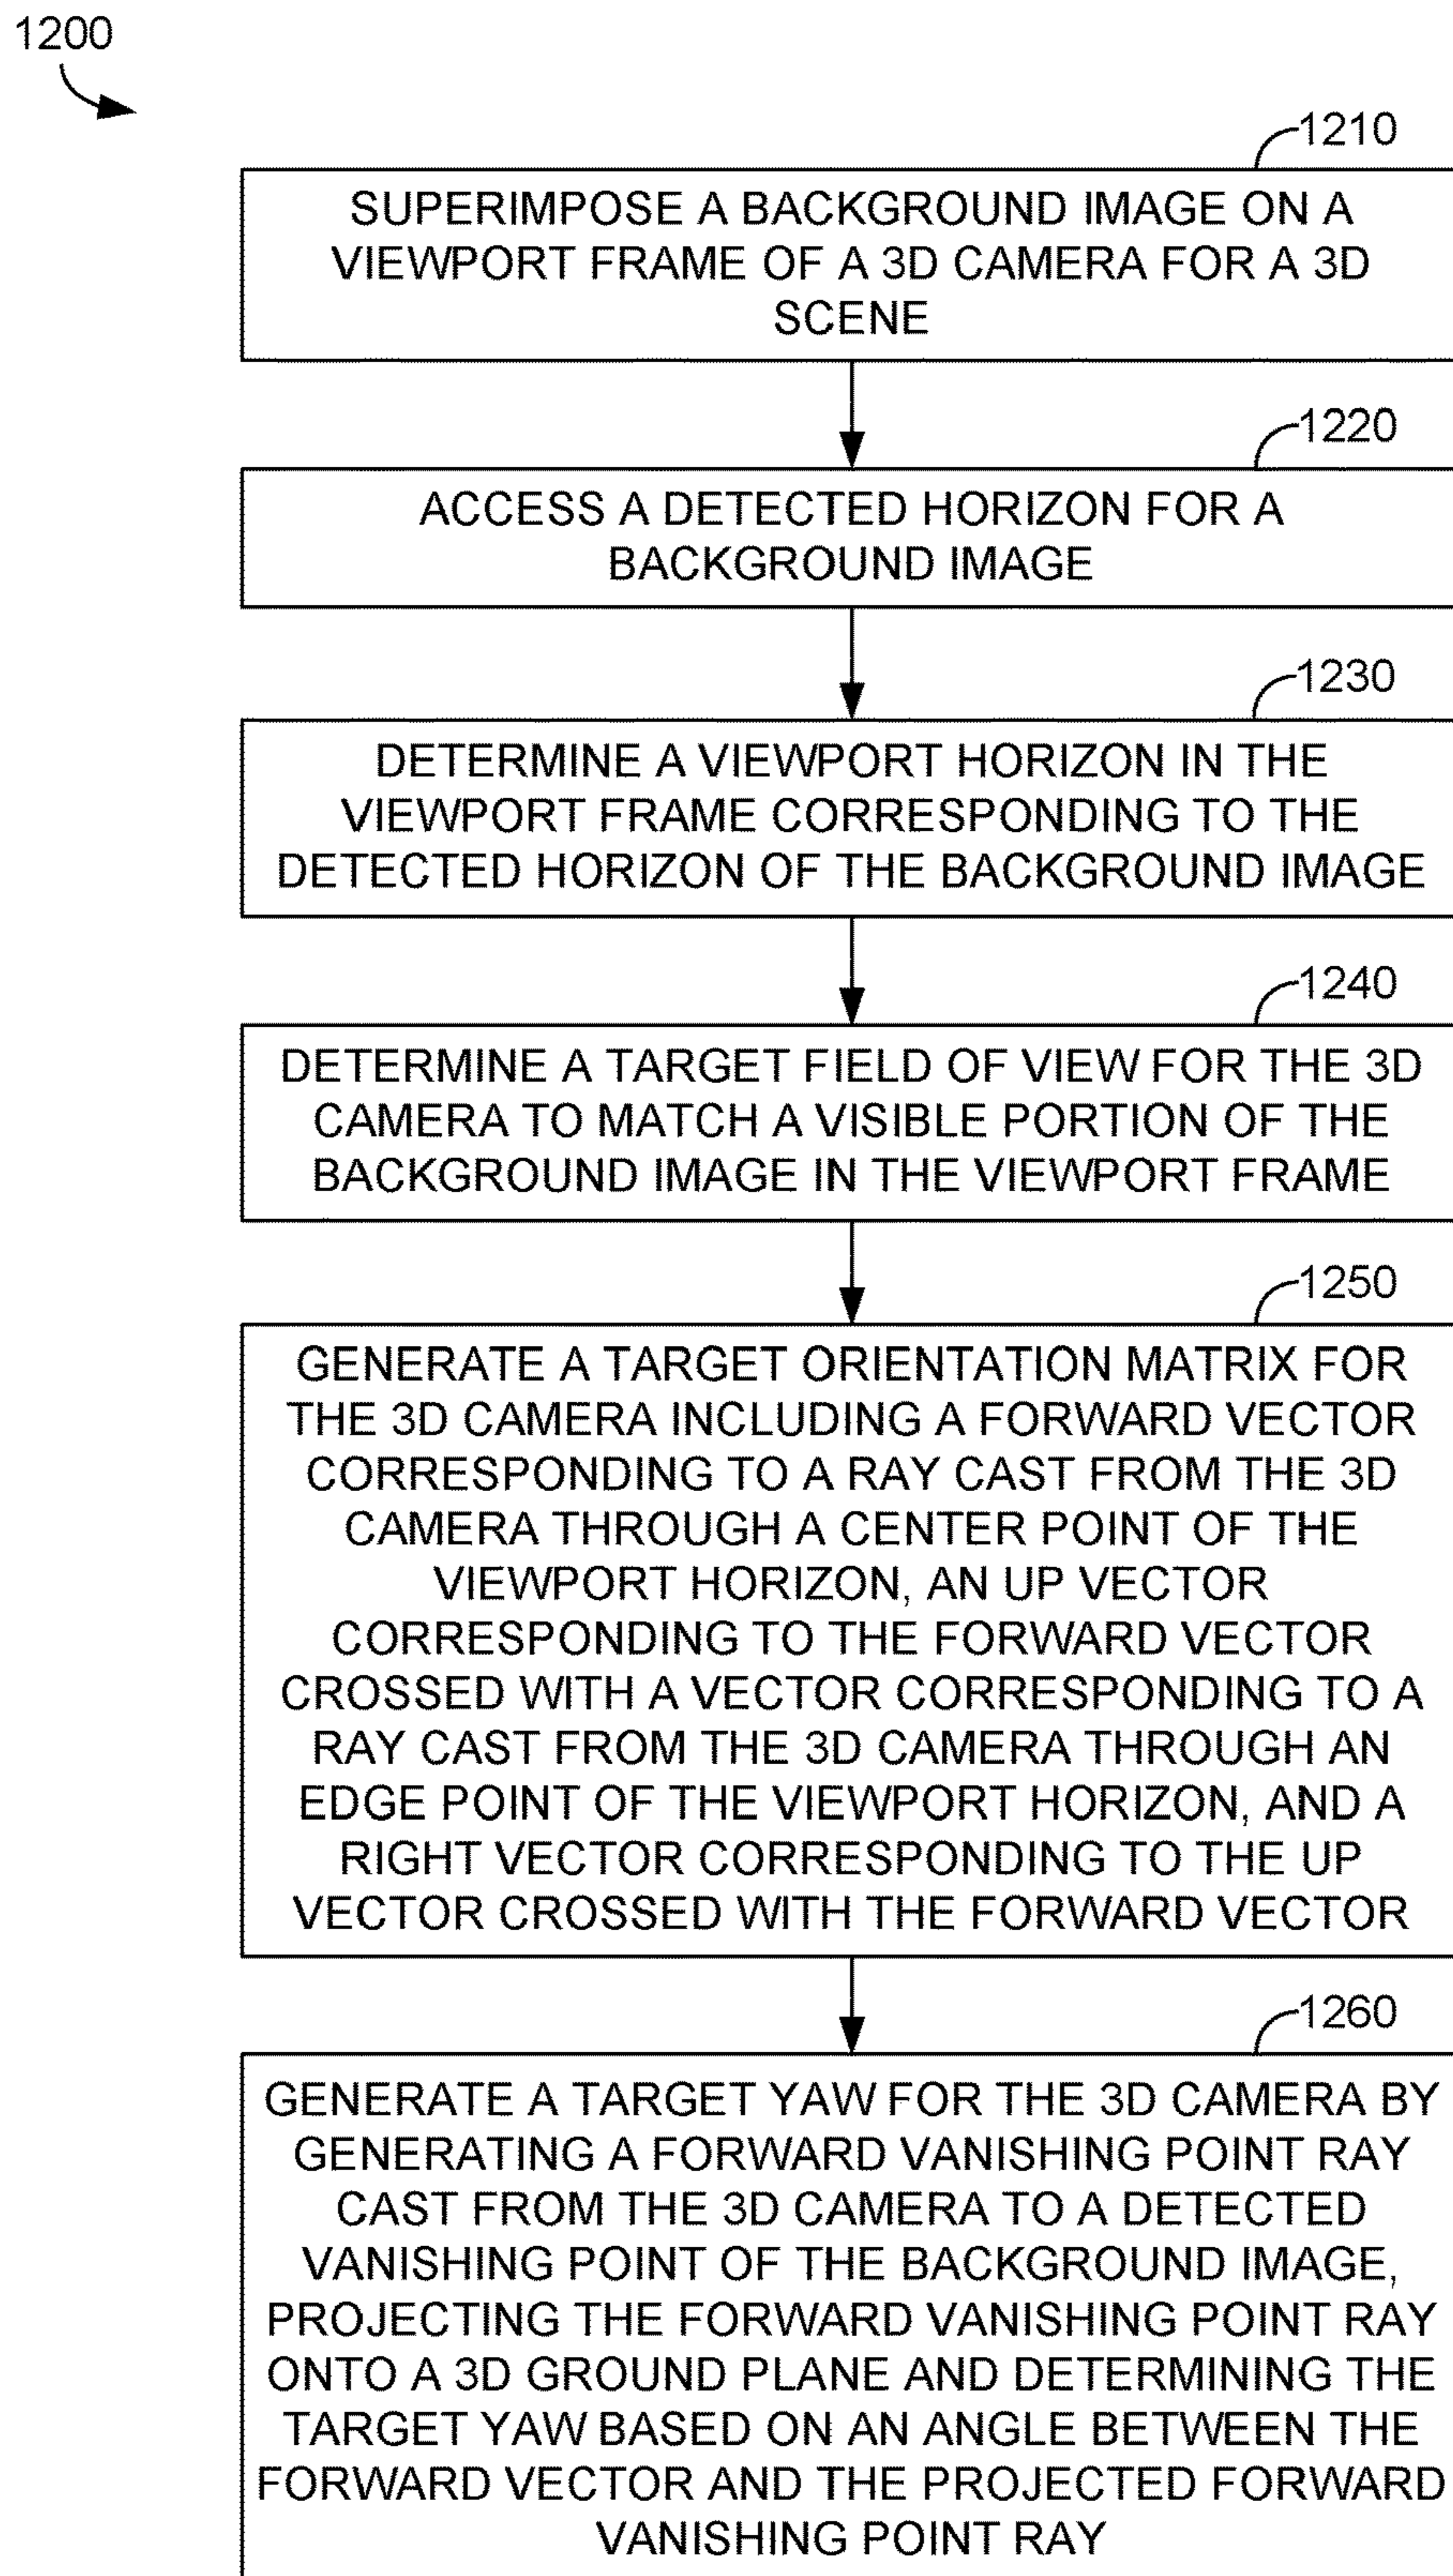 1200
1210
SUPERIMPOSE A BACKGROUND IMAGE ON A
VIEWPORT FRAME OF A 3D CAMERA FOR A 3D
SCENE
1220
ACCESS A DETECTED HORIZON FOR A
BACKGROUND IMAGE
1230
DETERMINE A VIEWPORT HORIZON IN THE
VIEWPORT FRAME CORRESPONDING TO THE
DETECTED HORIZON OF THE BACKGROUND IMAGE
1240
DETERMINE A TARGET FIELD OF VIEW FOR THE 3D
CAMERA TO MATCH A VISIBLE PORTION OF THE
BACKGROUND IMAGE IN THE VIEWPORT FRAME
1250
GENERATE A TARGET ORIENTATION MATRIX FOR
THE 3D CAMERA INCLUDING A FORWARD VECTOR
CORRESPONDING TO A RAY CAST FROM THE 3D
CAMERA THROUGH A CENTER POINT OF THE
VIEWPORT HORIZON, AN UP VECTOR
CORRESPONDING TO THE FORWARD VECTOR
CROSSED WITH A VECTOR CORRESPONDING TO A
RAY CAST FROM THE 3D CAMERA THROUGH AN
EDGE POINT OF THE VIEWPORT HORIZON, AND A
RIGHT VECTOR CORRESPONDING TO THE UP
VECTOR CROSSED WITH THE FORWARD VECTOR
1260
GENERATE A TARGET YAW FOR THE 3D CAMERA BY
GENERATING A FORWARD VANISHING POINT RAY
CAST FROM THE 3D CAMERA TO A DETECTED
VANISHING POINT OF THE BACKGROUND IMAGE,
PROJECTING THE FORWARD VANISHING POINT RAY
ONTO A 3D GROUND PLANE AND DETERMINING THE
TARGET YAW BASED ON AN ANGLE BETWEEN THE
FORWARD VECTOR AND THE PROJECTED FORWARD
VANISHING POINT RAY